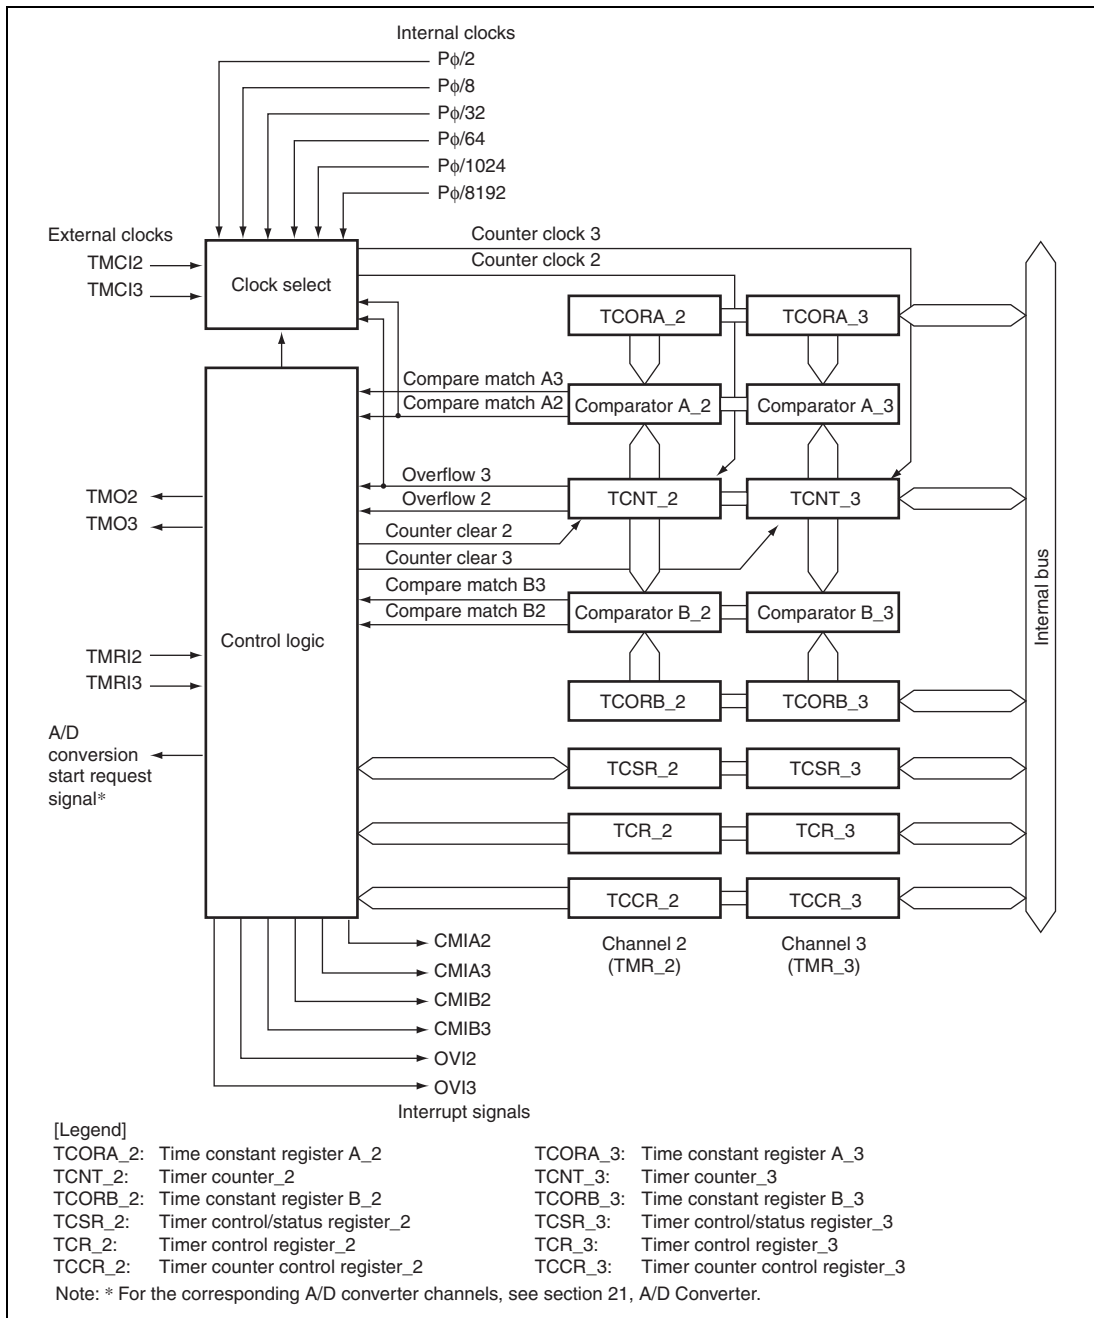 Internal clocks
Pϕ/2
Pϕ/8
Pϕ/32
Pϕ/64
Pϕ/1024
Pϕ/8192
External clocks
TMCI2
TMCI3
Clock select
Counter clock 3
Counter clock 2
TCORA_2
TCORA_3
Compare match A3
Compare match A2
Comparator A_2
Comparator A_3
TMO2
TMO3
Overflow 3
Overflow 2
TCNT_2
TCNT_3
Counter clear 2
Counter clear 3
Compare match B3
Compare match B2
Comparator B_2
Comparator B_3
Control logic
Internal bus
TMRI2
TMRI3
TCORB_2
TCORB_3
A/D
conversion
start request
signal*
TCSR_2
TCSR_3
TCR_2
TCR_3
TCCR_2
TCCR_3
Channel 2
(TMR_2)
Channel 3
(TMR_3)
CMIA2
CMIA3
CMIB2
CMIB3
OVI2
OVI3
Interrupt signals
[Legend]
TCORA_2: Time constant register A_2
TCORA_3: Time constant register A_3
TCNT_2: Timer counter_2
TCNT_3: Timer counter_3
TCORB_2: Time constant register B_2
TCORB_3: Time constant register B_3
TCSR_2: Timer control/status register_2
TCSR_3: Timer control/status register_3
TCR_2: Timer control register_2
TCR_3: Timer control register_3
TCCR_2: Timer counter control register_2
TCCR_3: Timer counter control register_3
Note: * For the corresponding A/D converter channels, see section 21, A/D Converter.